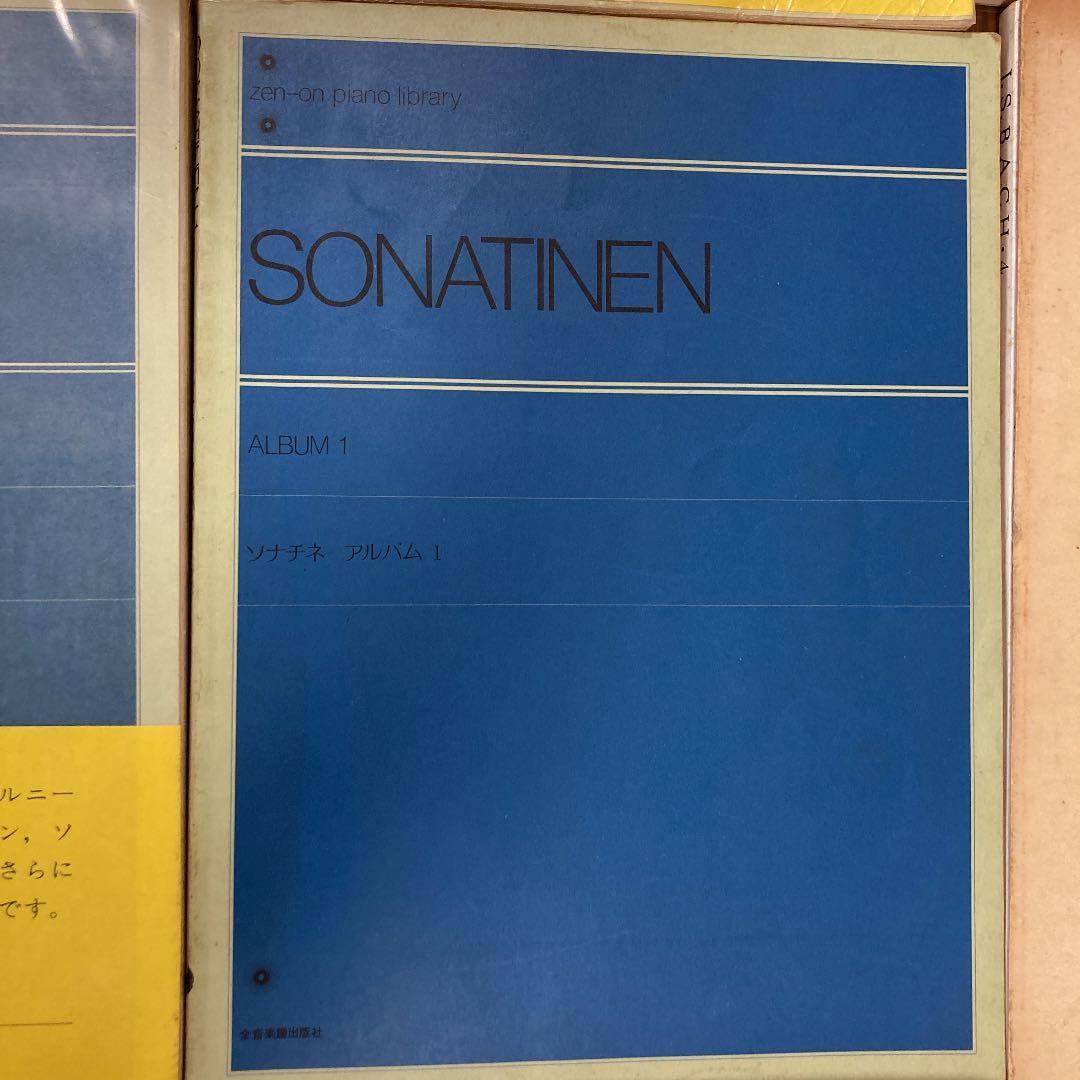 zen-on piano library
SONATINEN
ALBUM 1
ソナチネ アルバム I
全音楽譜出版社
ルニー
ン，ソ
さらに
です。
J.S.BACH・A